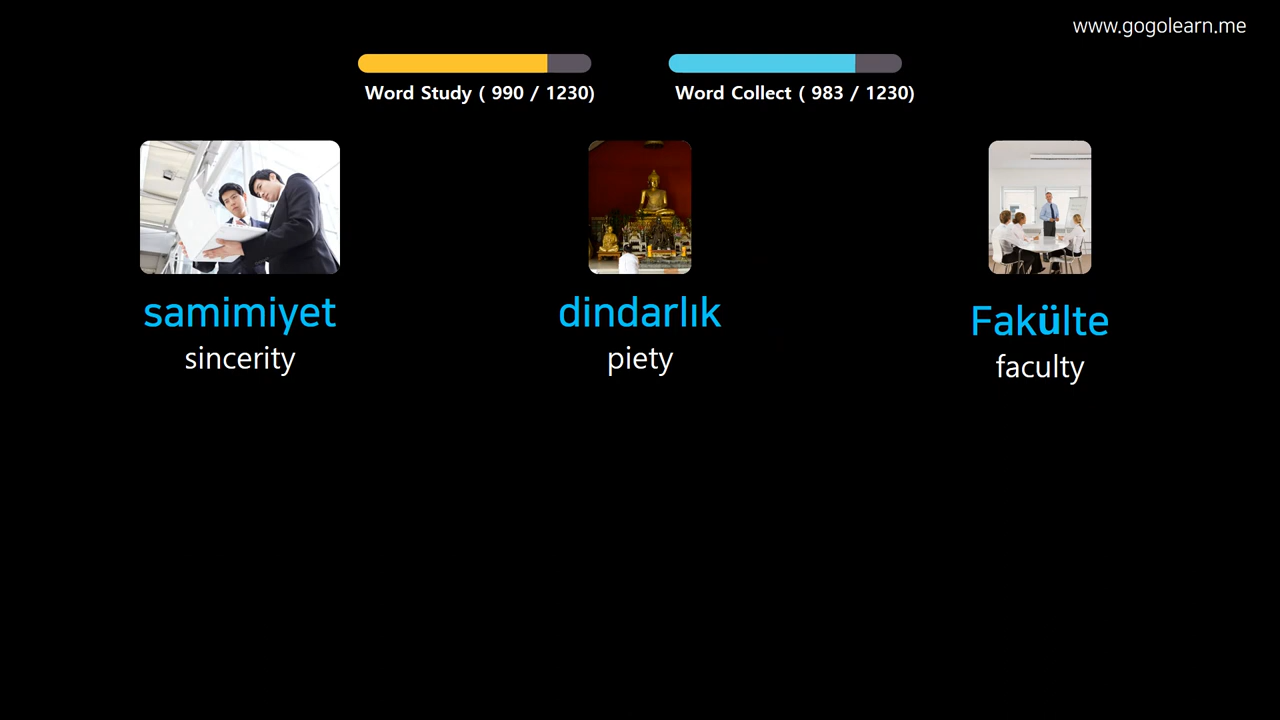 www.gogolearn.me
Word Study ( 990 / 1230)
Word Collect ( 983 / 1230)
samimiyet
sincerity
dindarlık
piety
Fakülte
faculty